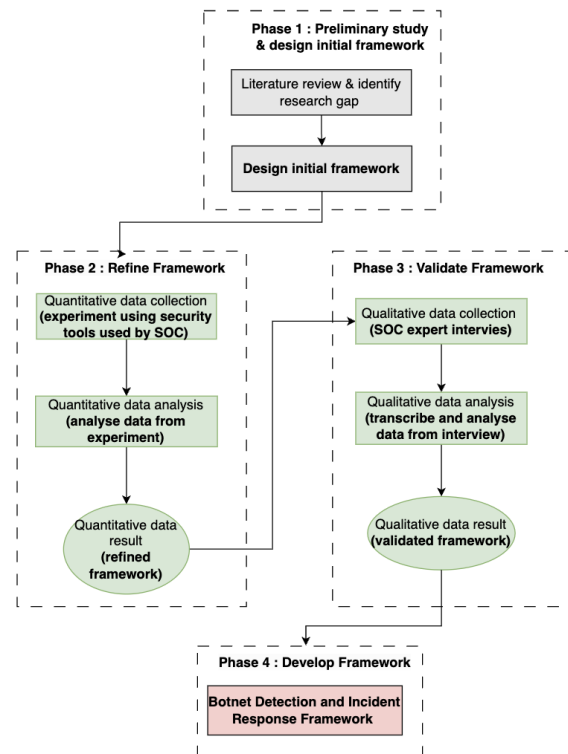 Phase 1 : Preliminary study
& design initial framework
Literature review & identify
research gap
Design initial framework
Phase 2 : Refine Framework
Quantitative data collection
(experiment using security
tools used by SOC)
Quantitative data analysis
(analyse data from
experiment)
Quantitative data
result
(refined
framework)
Phase 3 : Validate Framework
Qualitative data collection
(SOC expert intervies)
Qualitative data analysis
(transcribe and analyse
data from interview)
Qualitative data result
(validated framework)
Phase 4 : Develop Framework
Botnet Detection and Incident
Response Framework